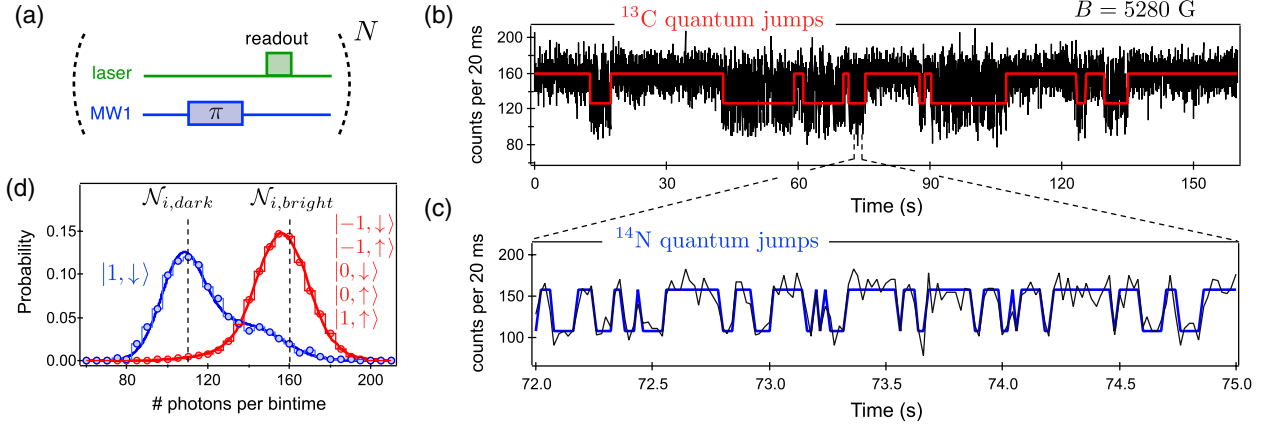 (a)
readout
N
laser
MW1
π
(b)
¹³C quantum jumps
B = 5280 G
counts per 20 ms
200
160
120
80
0
30
60
90
120
150
Time (s)
(c)
¹⁴N quantum jumps
counts per 20 ms
200
150
100
72.0
72.5
73.0
73.5
74.0
74.5
75.0
Time (s)
(d)
𝒩i,dark
𝒩i,bright
|1,↓⟩
|−1,↓⟩
|−1,↑⟩
|0,↓⟩
|0,↑⟩
|1,↑⟩
Probability
0.15
0.10
0.05
0.00
80
120
160
200
# photons per bintime